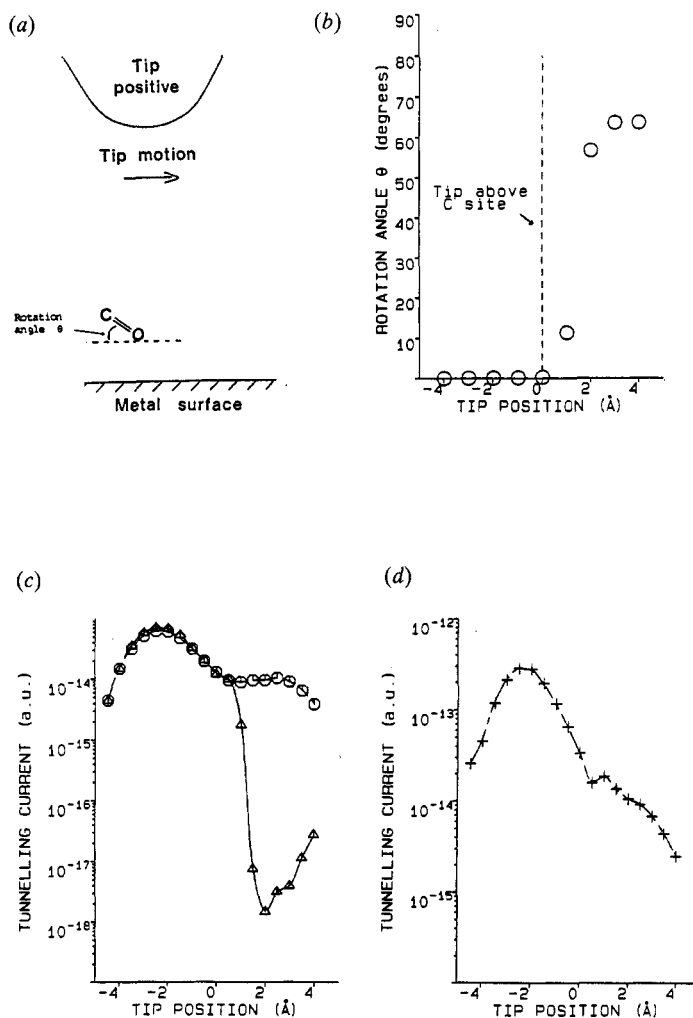 (a)
Tip
positive
Tip motion
C
O
Rotation
angle θ
Metal surface
(b)
ROTATION ANGLE θ (degrees)
90
80
70
60
50
40
30
20
10
Tip above
C site
-4 -2 0 2 4
TIP POSITION (Å)
(c)
TUNNELLING CURRENT (a.u.)
10-14
10-15
10-16
10-17
10-18
-4 -2 0 2 4
TIP POSITION (Å)
(d)
TUNNELLING CURRENT (a.u.)
10-12
10-13
10-14
10-15
-4 -2 0 2 4
TIP POSITION (Å)